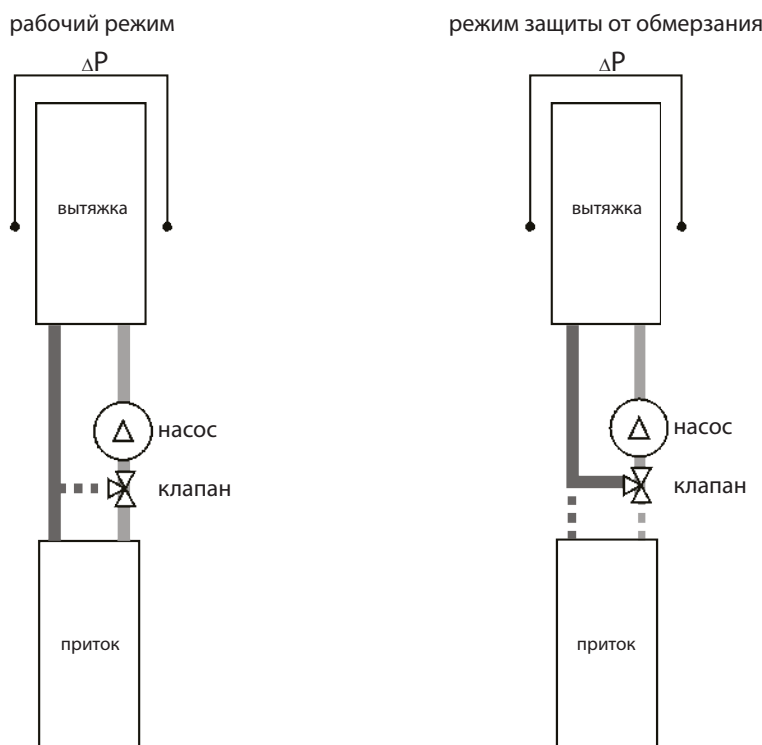 рабочий режим
ΔP
вытяжка
насос
клапан
приток
режим защиты от обмерзания
ΔP
вытяжка
насос
клапан
приток